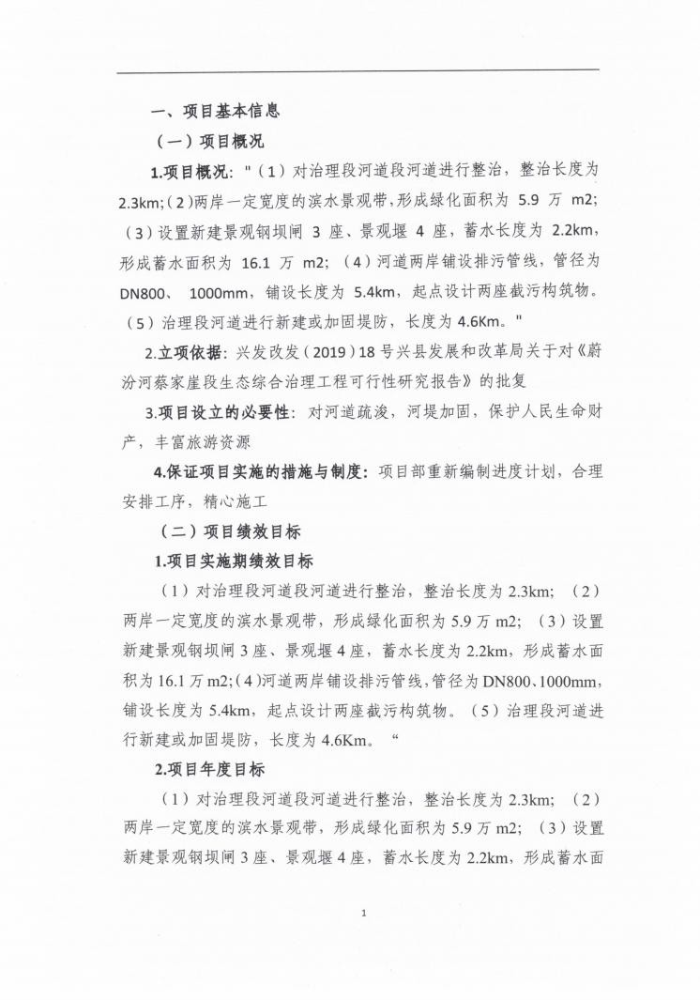 一、项目基本信息
（一）项目概况
1.项目概况："（1）对治理段河道段河道进行整治，整治长度为
2.3km;（2）两岸一定宽度的滨水景观带，形成绿化面积为 5.9 万 m2;
（3）设置新建景观钢坝闸 3 座、景观堰 4 座，蓄水长度为 2.2km，
形成蓄水面积为 16.1 万 m2;（4）河道两岸铺设排污管线，管径为
DN800、 1000mm，铺设长度为 5.4km，起点设计两座截污构筑物。
（5）治理段河道进行新建或加固堤防，长度为 4.6Km。"
2.立项依据：兴发改发（2019）18 号兴县发展和改革局关于对《蔚
汾河蔡家崖段生态综合治理工程可行性研究报告》的批复
3.项目设立的必要性：对河道疏浚，河堤加固，保护人民生命财
产，丰富旅游资源
4.保证项目实施的措施与制度：项目部重新编制进度计划，合理
安排工序，精心施工
（二）项目绩效目标
1.项目实施期绩效目标
（1）对治理段河道段河道进行整治，整治长度为 2.3km;（2）
两岸一定宽度的滨水景观带，形成绿化面积为 5.9 万 m2;（3）设置
新建景观钢坝闸 3 座、景观堰 4 座，蓄水长度为 2.2km，形成蓄水面
积为 16.1 万 m2;（4）河道两岸铺设排污管线，管径为 DN800、1000mm，
铺设长度为 5.4km，起点设计两座截污构筑物。（5）治理段河道进
行新建或加固堤防，长度为 4.6Km。“
2.项目年度目标
（1）对治理段河道段河道进行整治，整治长度为 2.3km;（2）
两岸一定宽度的滨水景观带，形成绿化面积为 5.9 万 m2;（3）设置
新建景观钢坝闸 3 座、景观堰 4 座，蓄水长度为 2.2km，形成蓄水面
1